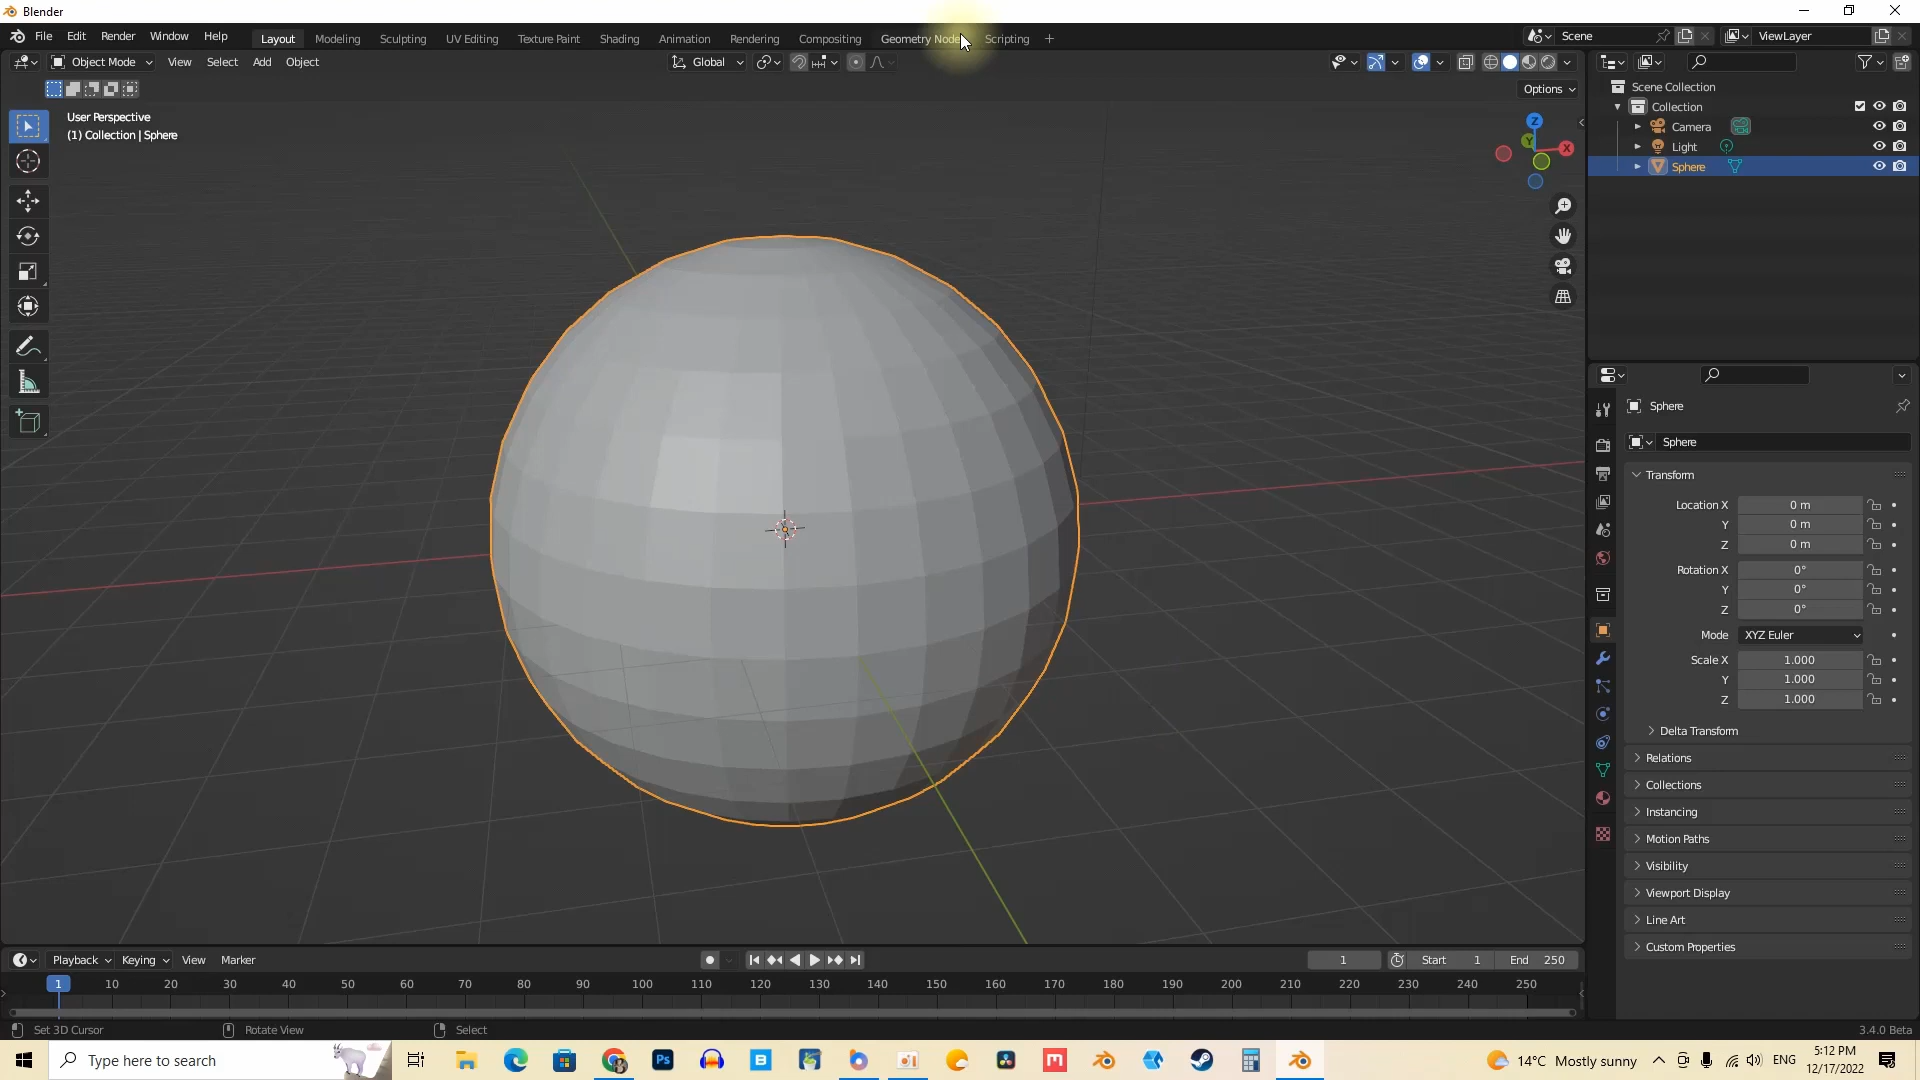 Blender
File Edit Render Window Help Layout Modeling Sculpting UV Editing Texture Paint Shading Animation Rendering Compositing Geometry Node Scripting + Scene ViewLayer
Object Mode View Select Add Object Global
Options
User Perspective
(1) Collection | Sphere
Z
Y
X
Scene Collection
Collection
Camera
Light
Sphere
Sphere
Sphere
Transform
Location X 0 m
Y 0 m
Z 0 m
Rotation X 0°
Y 0°
Z 0°
Mode XYZ Euler
Scale X 1.000
Y 1.000
Z 1.000
Delta Transform
Relations
Collections
Instancing
Motion Paths
Visibility
Viewport Display
Line Art
Custom Properties
Playback Keying View Marker 1 Start 1 End 250
1 10 20 30 40 50 60 70 80 90 100 110 120 130 140 150 160 170 180 190 200 210 220 230 240 250
Set 3D Cursor Rotate View Select 3.4.0 Beta
Type here to search Ps B M 14°C Mostly sunny ENG 5:12 PM
12/17/2022